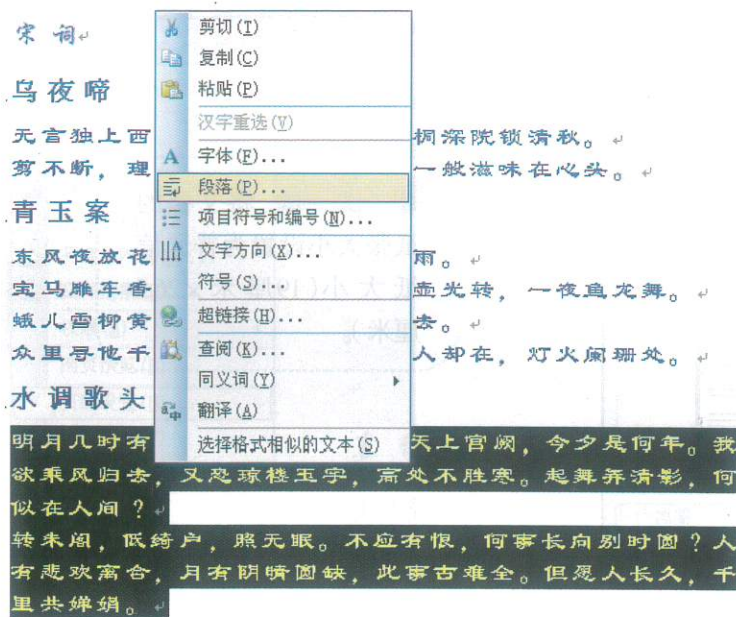 宋 词
乌夜啼
无言独上西 桐深院锁清秋。
剪不断，理 一般滋味在心头。
青玉案
东风夜放花 雨。
宝马雕车香 壶光转，一夜鱼龙舞。
蛾儿雪柳黄 去。
众里寻他千 人却在，灯火阑珊处。
水调歌头
明月几时有 天上宫阙，今夕是何年。我
欲乘风归去，又恐琼楼玉宇，高处不胜寒。起舞弄清影，何
似在人间？
转朱阁，低绮户，照无眠。不应有恨，何事长向别时圆？人
有悲欢离合，月有阴晴圆缺，此事古难全。但愿人长久，千
里共婵娟。
剪切(T)
复制(C)
粘贴(P)
汉字重选(V)
字体(F)...
段落(P)...
项目符号和编号(N)...
文字方向(X)...
符号(S)...
超链接(H)...
查阅(K)...
同义词(Y)
翻译(A)
选择格式相似的文本(S)